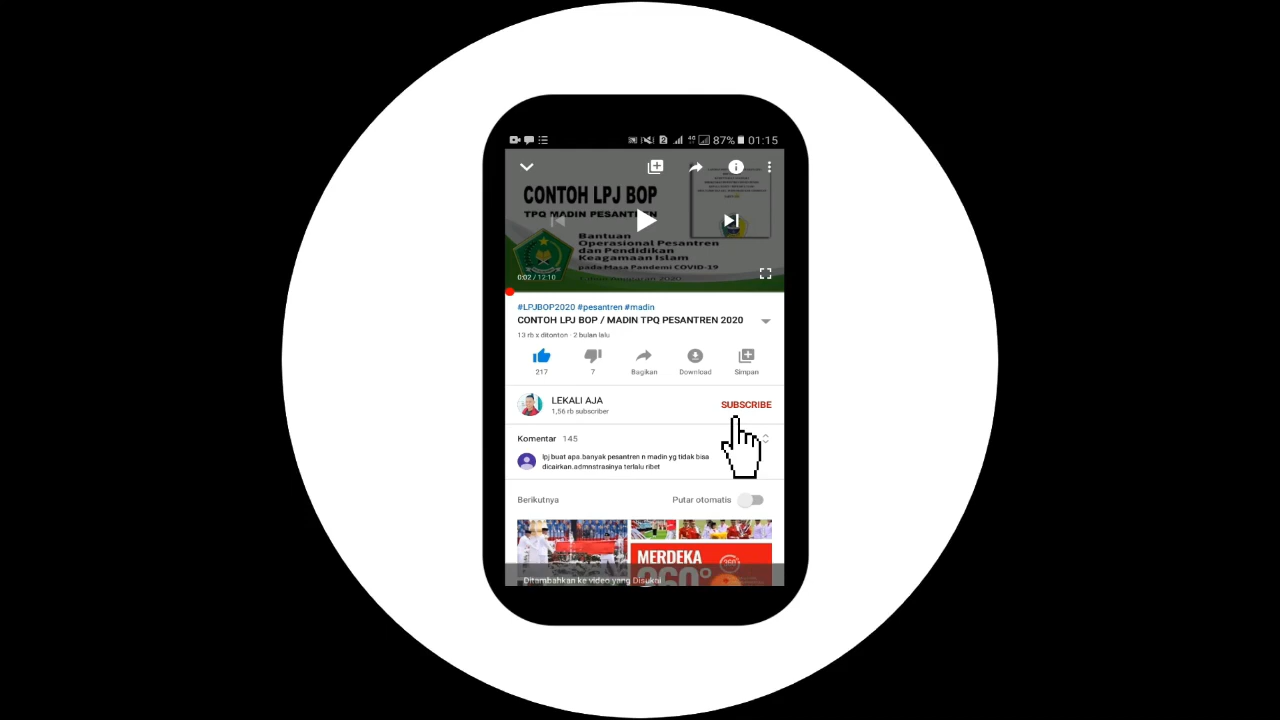 87% 01:15
CONTOH LPJ BOP
TPQ MADIN PESANTREN
Bantuan
Operasional Pesantren
dan Pendidikan
Keagamaan Islam
pada Masa Pandemi COVID-19
0:02 / 12:10
#LPJBOP2020 #pesantren #madin
CONTOH LPJ BOP / MADIN TPQ PESANTREN 2020
13 rb x ditonton · 2 bulan lalu
217 7 Bagikan Download Simpan
LEKALI AJA
SUBSCRIBE
1,56 rb subscriber
Komentar 145
lpj buat apa.banyak pesantren n madin yg tidak bisa
dicairkan.admnstrasinya terlalu ribet
Berikutnya Putar otomatis
MERDEKA
360°
Ditambahkan ke video yang Disukai